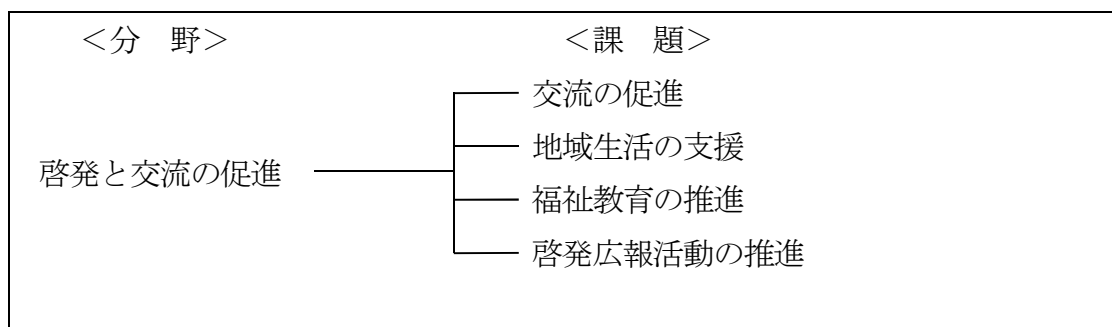 ＜分　野＞　＜課　題＞
交流の促進
地域生活の支援
啓発と交流の促進
福祉教育の推進
啓発広報活動の推進